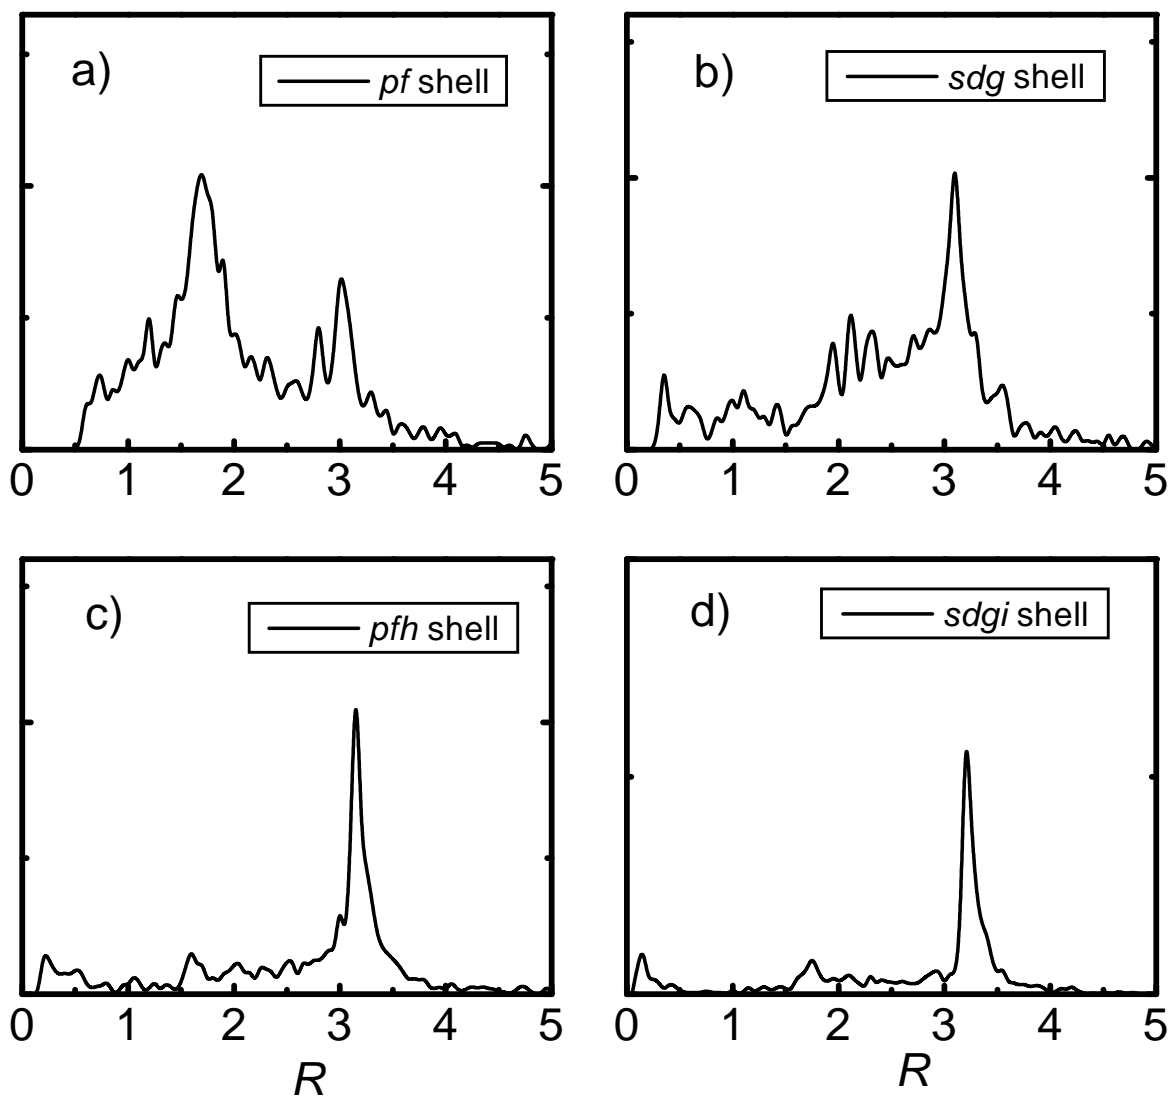 a)
pf shell
0 1 2 3 4 5
b)
sdg shell
0 1 2 3 4 5
c)
pfh shell
0 1 2 3 4 5
R
d)
sdgi shell
0 1 2 3 4 5
R